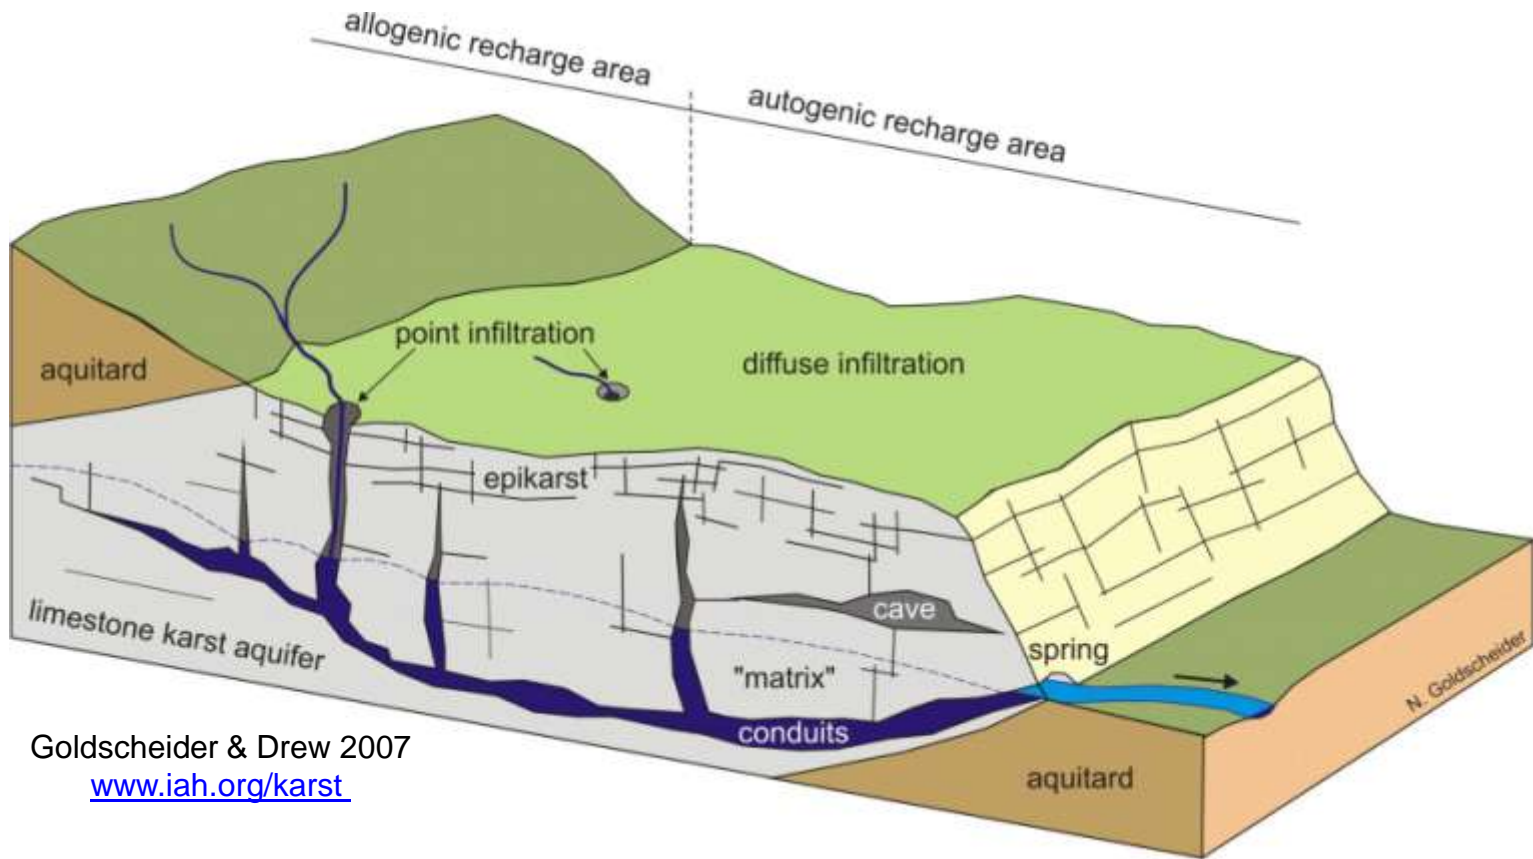 allogenic recharge area
autogenic recharge area
point infiltration
aquitard
diffuse infiltration
epikarst
cave
limestone karst aquifer
spring
"matrix"
N. Goldscheider
conduits
Goldscheider & Drew 2007
www.iah.org/karst
aquitard